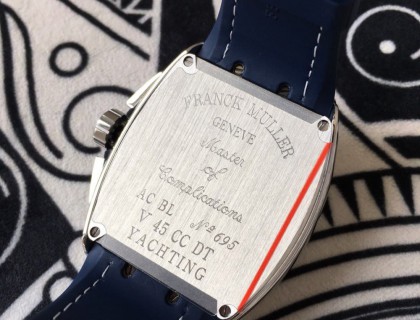 FRANCK MULLER
GENEVE
Master
of
Complications
AC BL Nº 695
V 45 CC DT
YACHTING